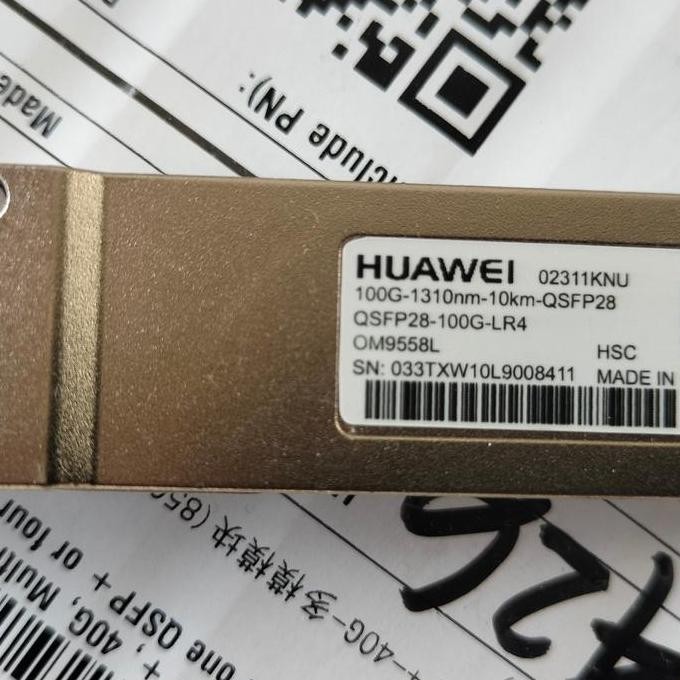 Made
nclude PN):
HUAWEI 02311KNU
100G-1310nm-10km-QSFP28
QSFP28-100G-LR4
OM9558L HSC
SN: 033TXW10L9008411 MADE IN
-40G-多模模块(850
+, 40G, Multi
one QSFP + or four